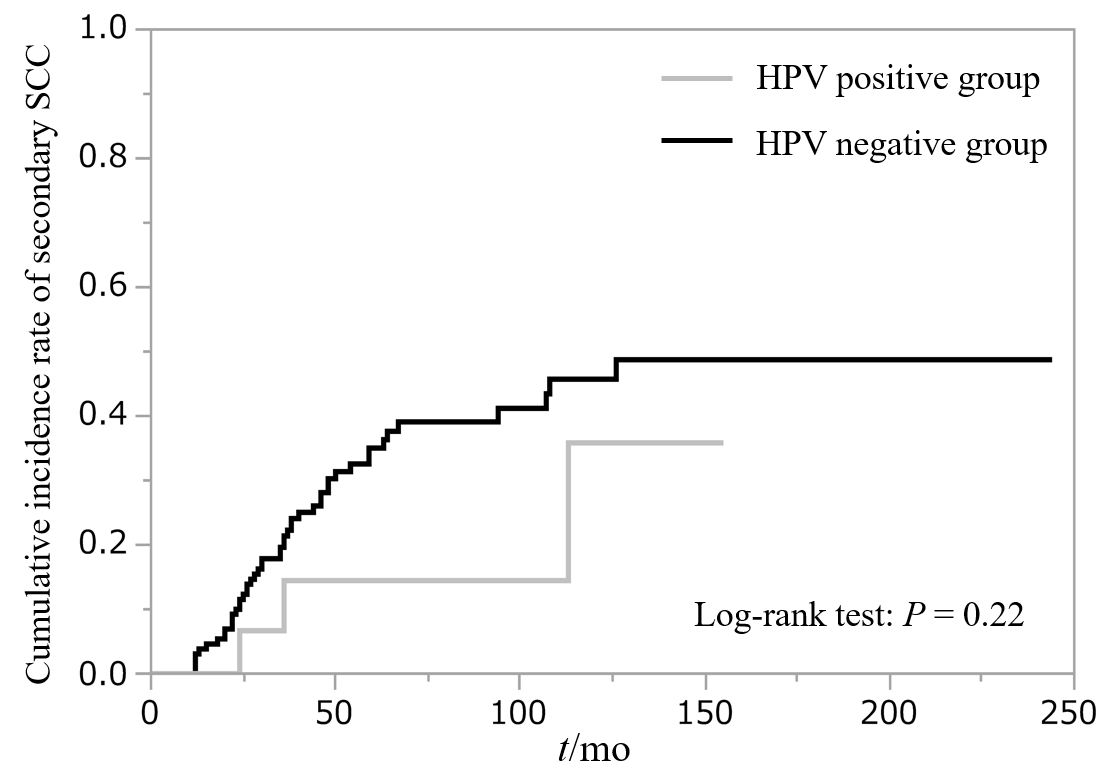 Cumulative incidence rate of secondary SCC
1.0
0.8
0.6
0.4
0.2
0.0
HPV positive group
HPV negative group
Log-rank test: P = 0.22
0 50 100 150 200 250
t/mo